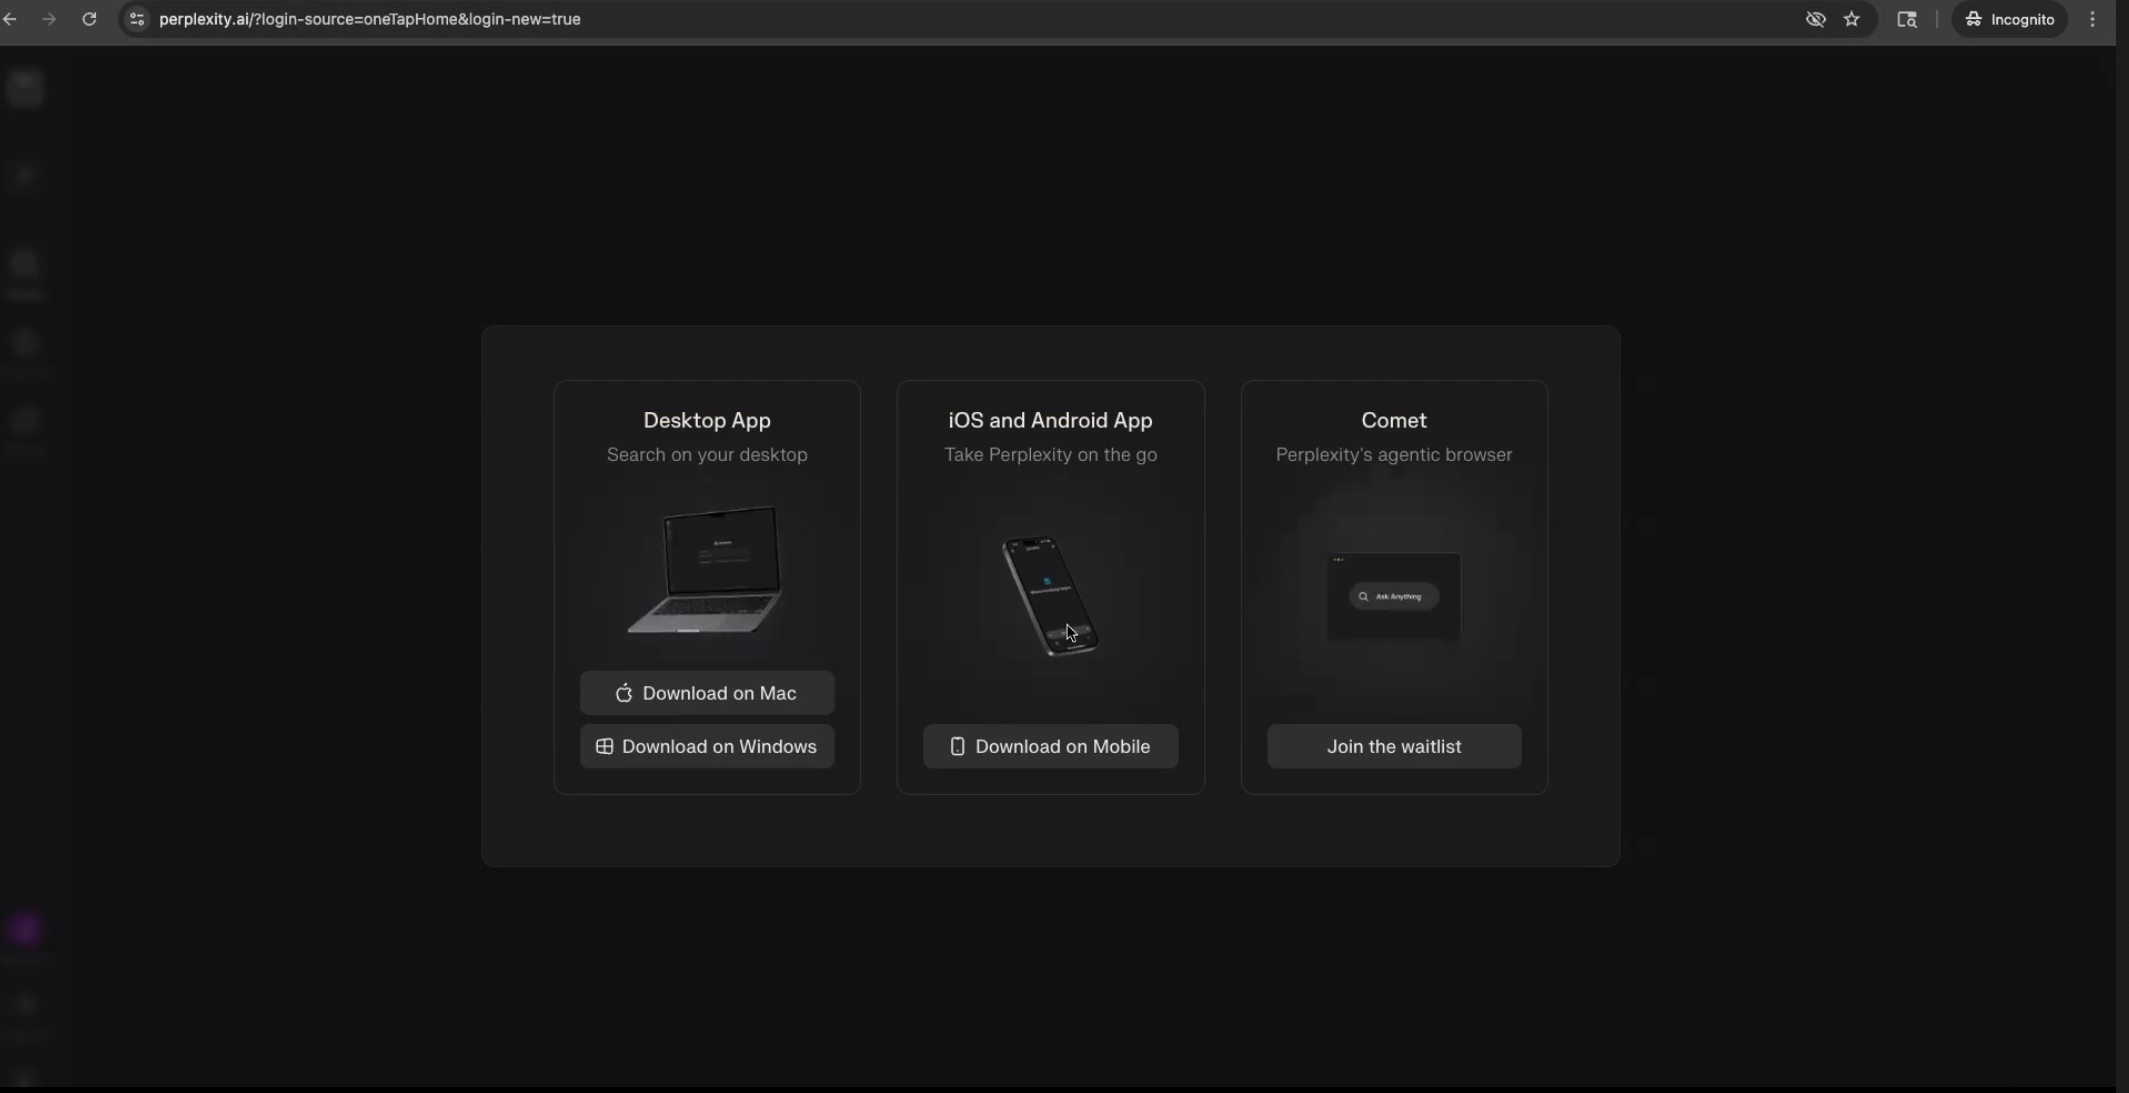 perplexity.ai/?login-source=oneTapHome&login-new=true
Incognito
Desktop App
Search on your desktop
Download on Mac
Download on Windows
iOS and Android App
Take Perplexity on the go
Download on Mobile
Comet
Perplexity's agentic browser
Ask Anything
Join the waitlist